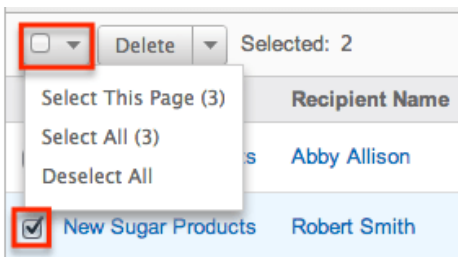 Delete Selected: 2
Select This Page (3)
Recipient Name
Select All (3)
s Abby Allison
Deselect All
New Sugar Products Robert Smith